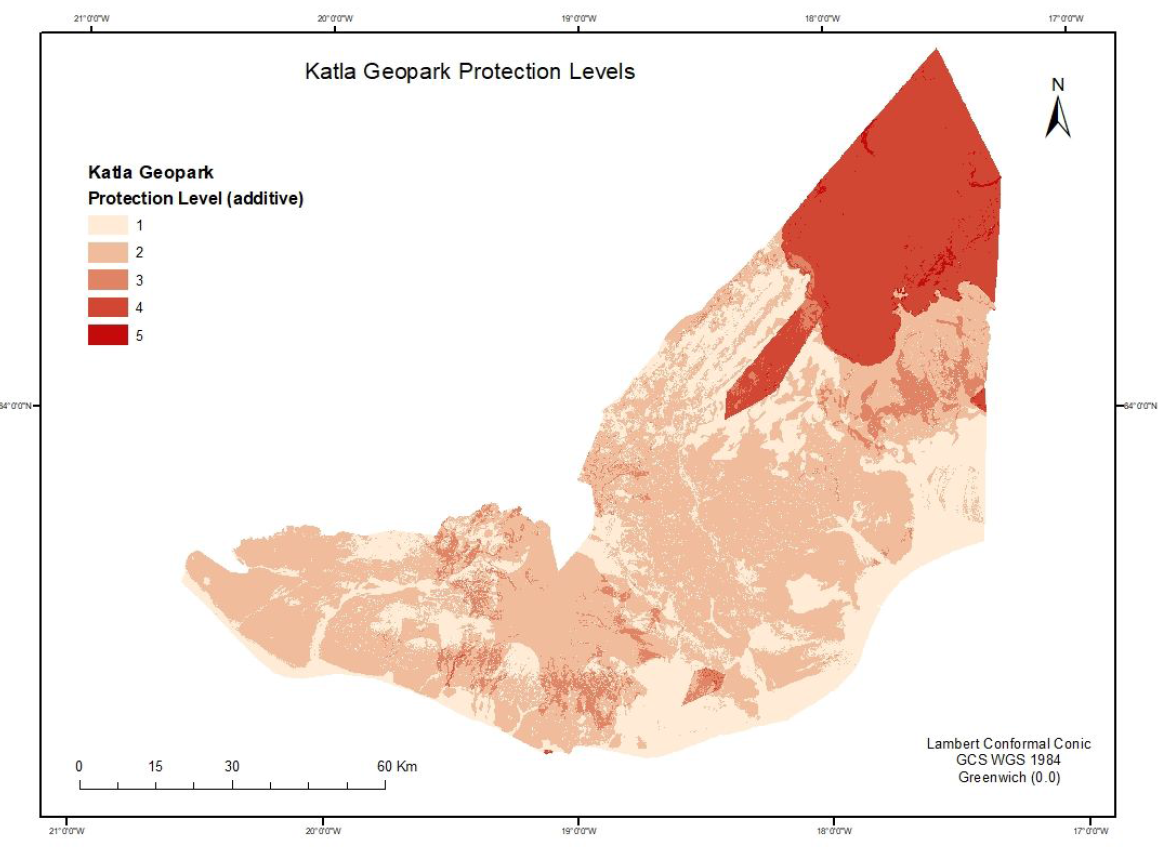 21°0'0"W 20°0'0"W 19°0'0"W 18°0'0"W 17°0'0"W
Katla Geopark Protection Levels
N
Katla Geopark
Protection Level (additive)
1
2
3
4
5
64°0'0"N 64°0'0"N
Lambert Conformal Conic
GCS WGS 1984
Greenwich (0.0)
0 15 30 60 Km
21°0'0"W 20°0'0"W 19°0'0"W 18°0'0"W 17°0'0"W